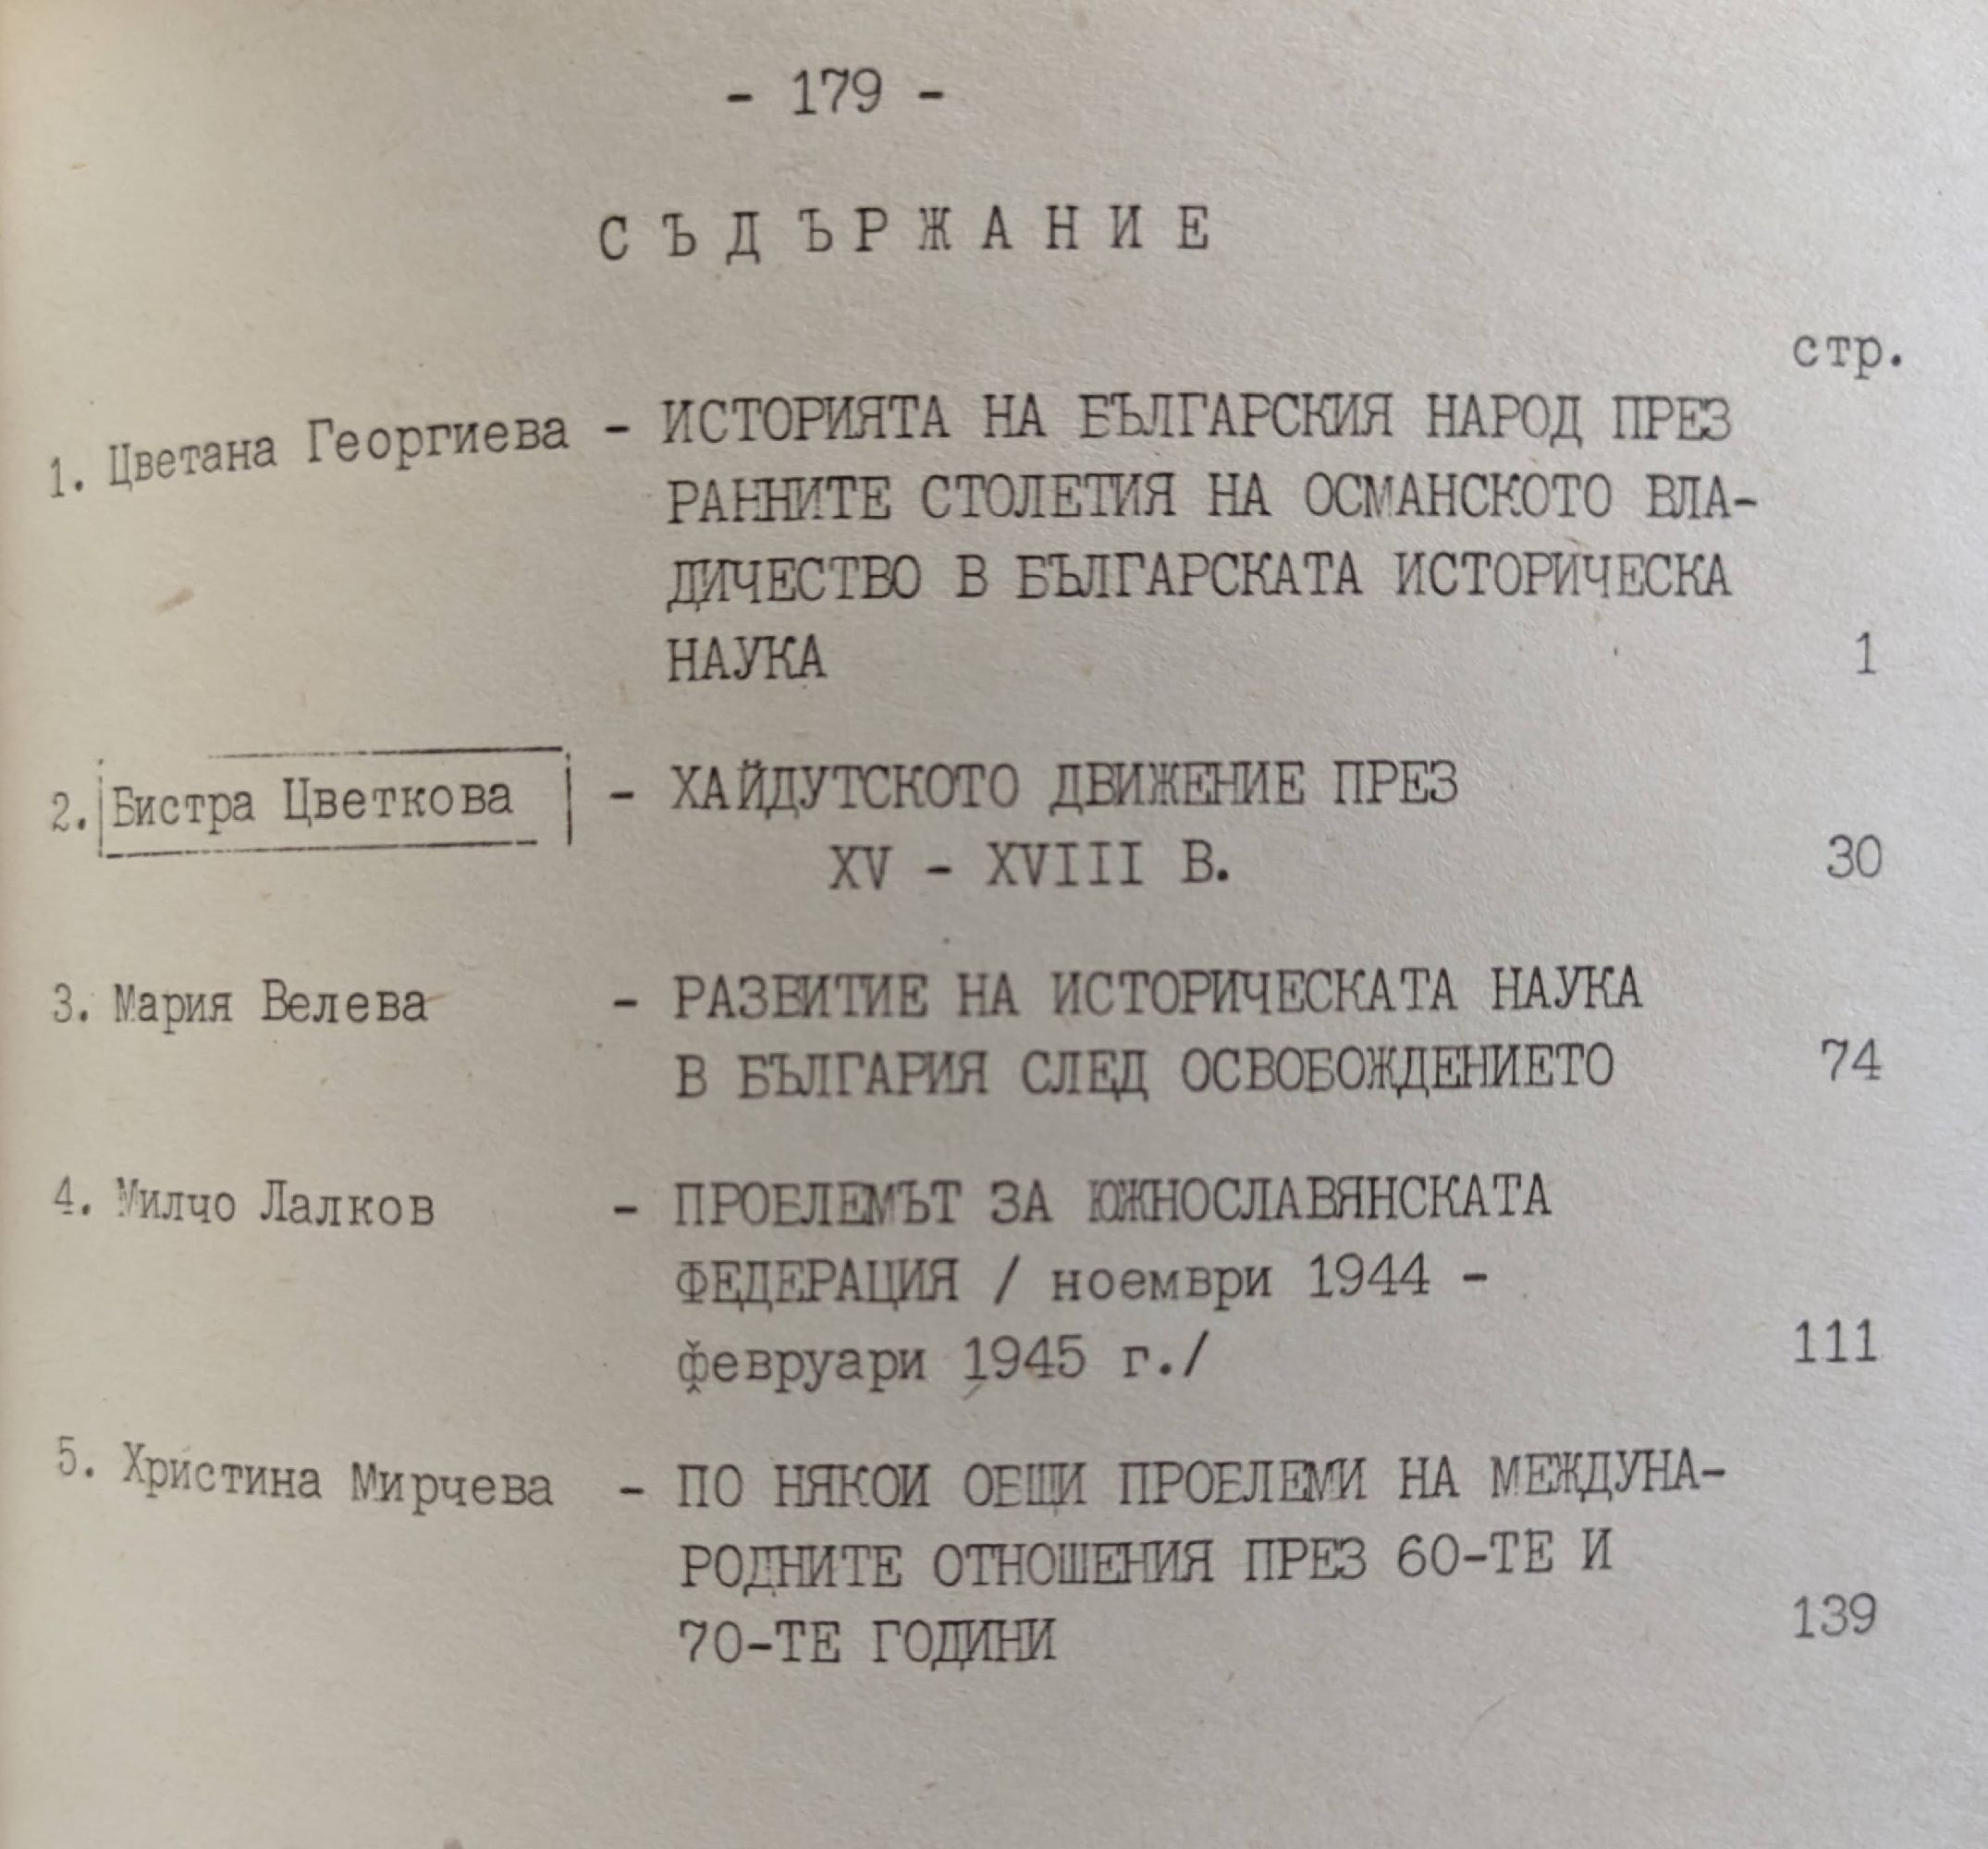 - 179 -
СЪДЪРЖАНИЕ
стр.
1. Цветана Георгиева - ИСТОРИЯТА НА БЪЛГАРСКИЯ НАРОД ПРЕЗ
РАННИТЕ СТОЛЕТИЯ НА ОСМАНСКОТО ВЛА-
ДИЧЕСТВО В БЪЛГАРСКАТА ИСТОРИЧЕСКА
НАУКА 1
2. Бистра Цветкова - ХАЙДУТСКОТО ДВИЖЕНИЕ ПРЕЗ
XV - XVIII В. 30
3. Мария Велева - РАЗВИТИЕ НА ИСТОРИЧЕСКАТА НАУКА
В БЪЛГАРИЯ СЛЕД ОСВОБОЖДЕНИЕТО 74
4. Милчо Лалков - ПРОБЛЕМЪТ ЗА ЮЖНОСЛАВЯНСКАТА
ФЕДЕРАЦИЯ / ноември 1944 -
февруари 1945 г./ 111
5. Христина Мирчева - ПО НЯКОИ ОБЩИ ПРОБЛЕМИ НА МЕЖДУНА-
РОДНИТЕ ОТНОШЕНИЯ ПРЕЗ 60-ТЕ И
70-ТЕ ГОДИНИ 139